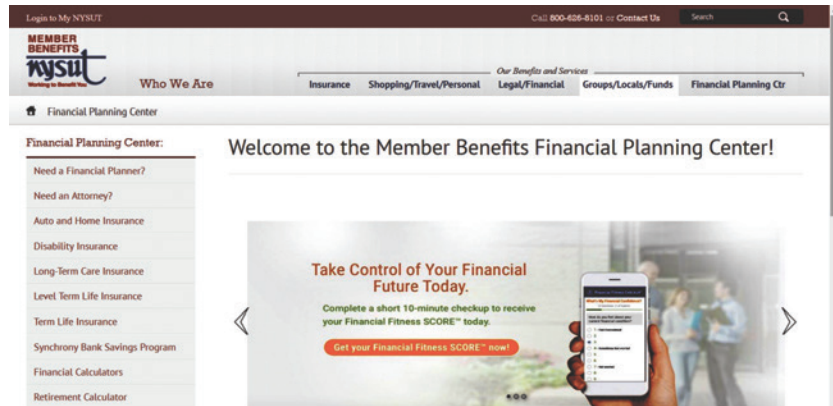 Login to My NYSUT
Call 800-626-8101 or Contact Us
Search
MEMBER
BENEFITS
nysut
Working to Benefit You
Who We Are
Our Benefits and Services
Insurance Shopping/Travel/Personal Legal/Financial Groups/Locals/Funds Financial Planning Ctr
Financial Planning Center
Financial Planning Center:
Need a Financial Planner?
Need an Attorney?
Auto and Home Insurance
Disability Insurance
Long-Term Care Insurance
Level Term Life Insurance
Term Life Insurance
Synchrony Bank Savings Program
Financial Calculators
Retirement Calculator
Welcome to the Member Benefits Financial Planning Center!
Take Control of Your Financial
Future Today.
Complete a short 10-minute checkup to receive
your Financial Fitness SCORE™ today.
Get your Financial Fitness SCORE™ now!